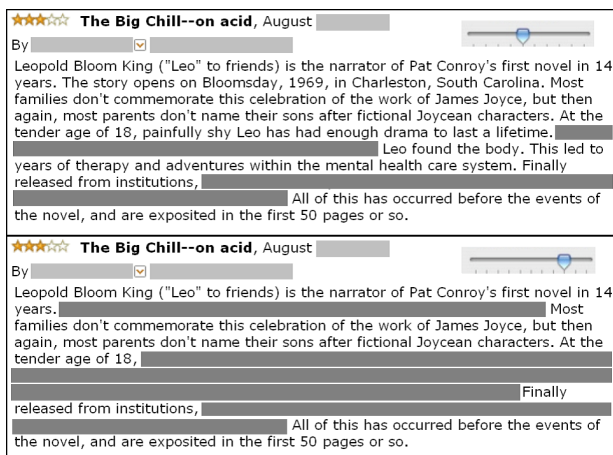 The Big Chill--on acid, August
By
Leopold Bloom King ("Leo" to friends) is the narrator of Pat Conroy's first novel in 14
years. The story opens on Bloomsday, 1969, in Charleston, South Carolina. Most
families don't commemorate this celebration of the work of James Joyce, but then
again, most parents don't name their sons after fictional Joycean characters. At the
tender age of 18, painfully shy Leo has had enough drama to last a lifetime.
Leo found the body. This led to
years of therapy and adventures within the mental health care system. Finally
released from institutions,
All of this has occurred before the events of
the novel, and are exposited in the first 50 pages or so.
The Big Chill--on acid, August
By
Leopold Bloom King ("Leo" to friends) is the narrator of Pat Conroy's first novel in 14
years. Most
families don't commemorate this celebration of the work of James Joyce, but then
again, most parents don't name their sons after fictional Joycean characters. At the
tender age of 18,
Finally
released from institutions,
All of this has occurred before the events of
the novel, and are exposited in the first 50 pages or so.